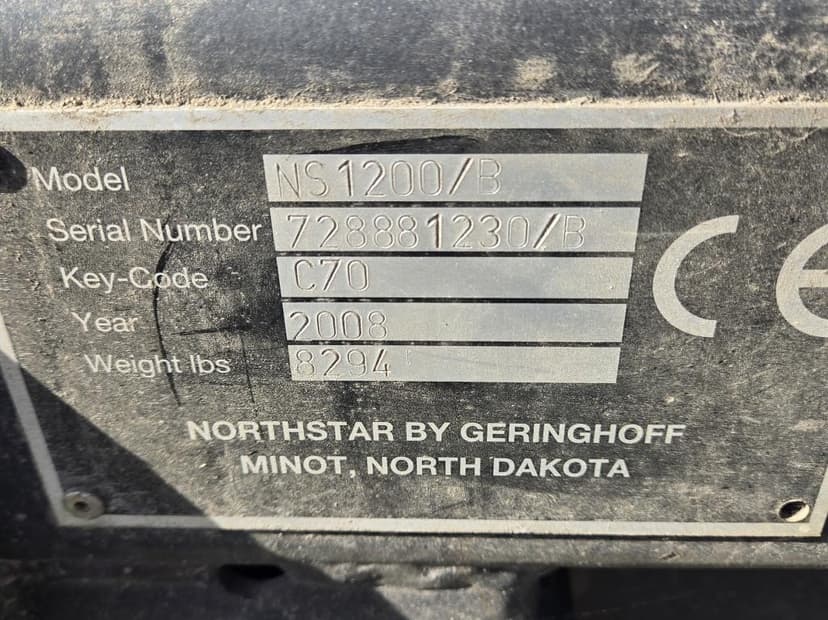 Model NS1200/B
Serial Number 728881230/B
Key-Code C70
Year 2008
Weight lbs 8294
CE
NORTHSTAR BY GERINGHOFF
MINOT, NORTH DAKOTA